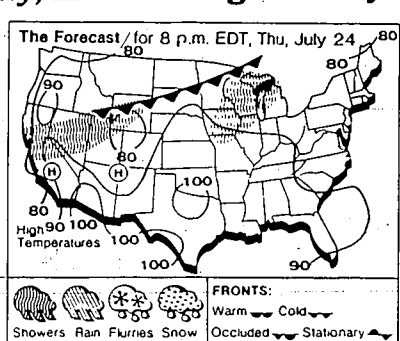 The Forecast / for 8 p.m. EDT, Thu, July 24
80
80
80
90
80
100
80
90
100
100
High
Temperatures
100
90
H
H
Showers Rain Flurries Snow
FRONTS:
Warm Cold
Occluded Stationary